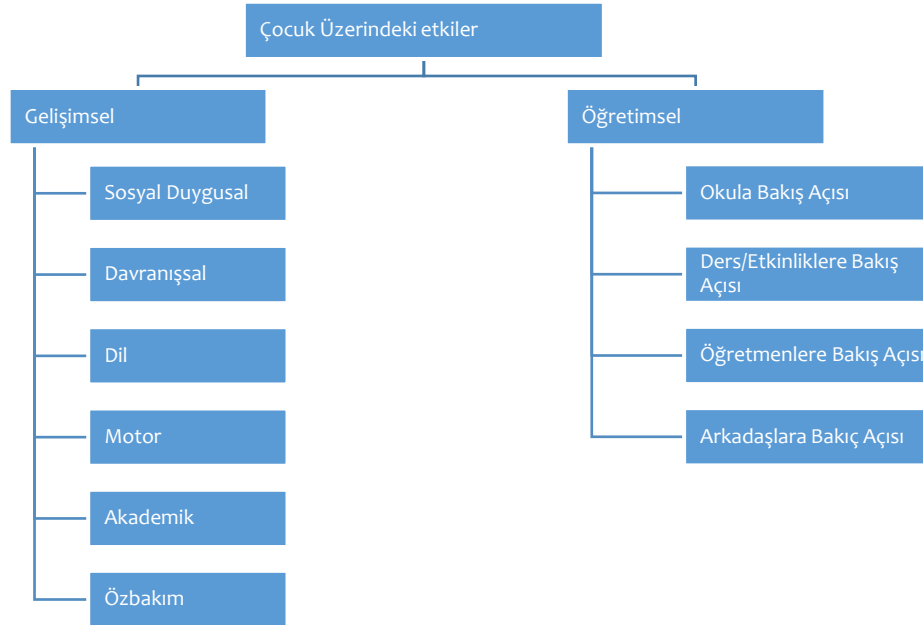 Çocuk Üzerindeki etkiler
Gelişimsel
Sosyal Duygusal
Davranışsal
Dil
Motor
Akademik
Özbakım
Öğretimsel
Okula Bakış Açısı
Ders/Etkinliklere Bakış
Açısı
Öğretmenlere Bakış Açısı
Arkadaşlara Bakıç Açısı